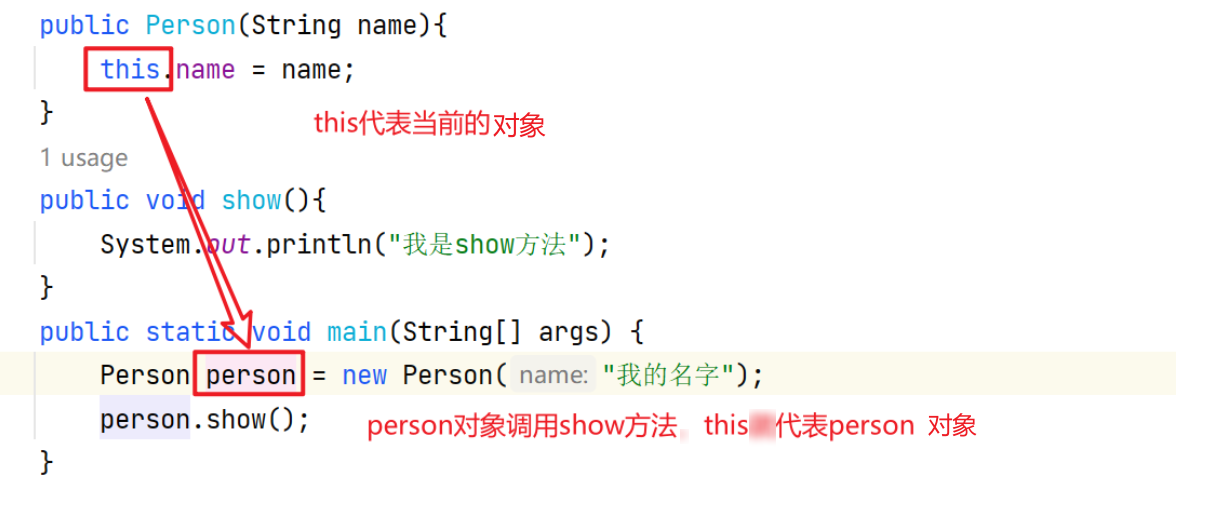 public Person(String name){
this.name = name;
}
this代表当前的对象
1 usage
public void show(){
System.out.println("我是show方法");
}
public static void main(String[] args) {
Person person = new Person( name: "我的名字");
person.show();
person对象调用show方法 this 代表person 对象
}